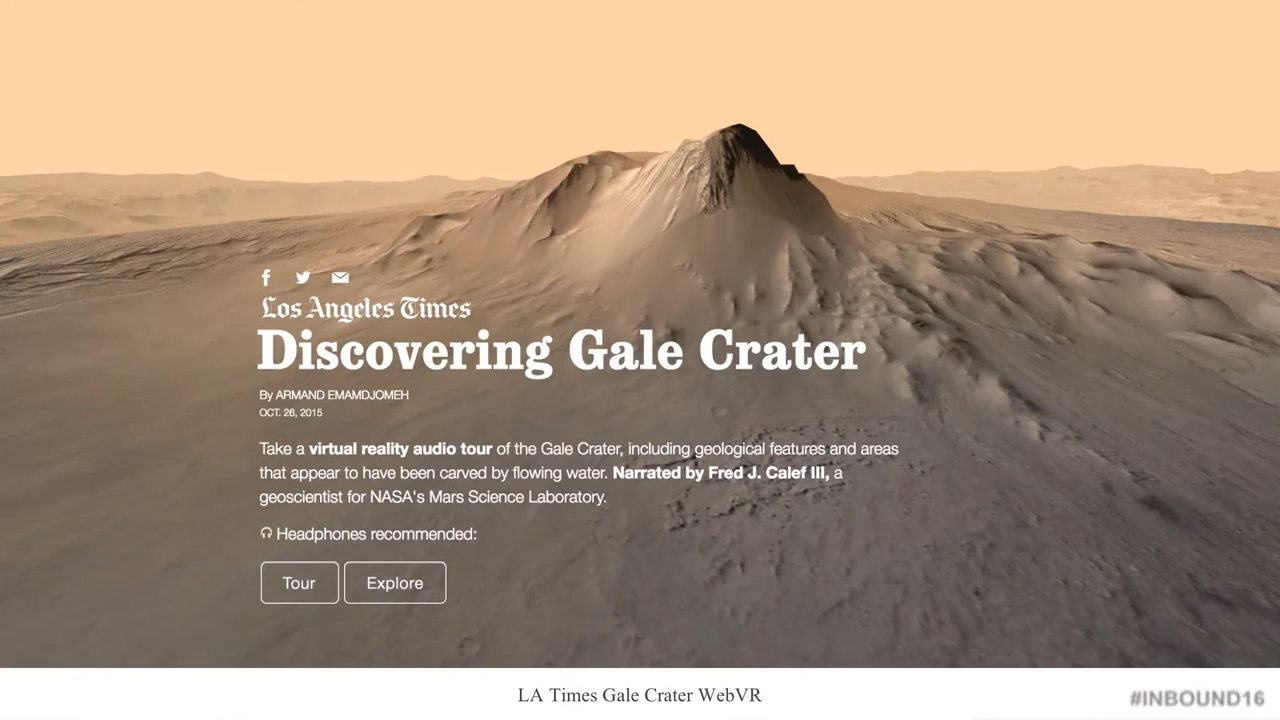 Los Angeles Times
Discovering Gale Crater
By ARMAND EMAMDJOMEH
OCT. 26, 2015
Take a virtual reality audio tour of the Gale Crater, including geological features and areas
that appear to have been carved by flowing water. Narrated by Fred J. Calef III, a
geoscientist for NASA's Mars Science Laboratory.
Headphones recommended:
Tour
Explore
LA Times Gale Crater WebVR
#INBOUND16